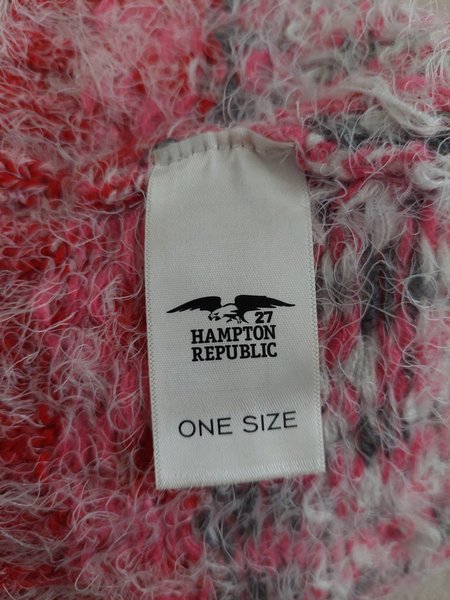 27
HAMPTON
REPUBLIC
ONE SIZE